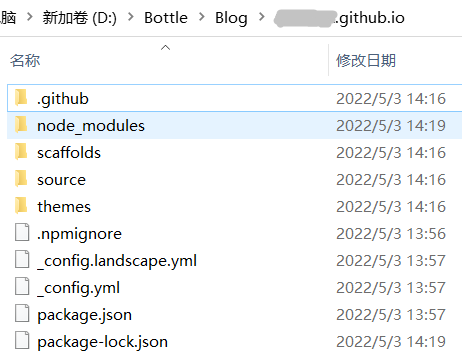 脑 > 新加卷 (D:) > Bottle > Blog > .github.io
名称 修改日期
.github 2022/5/3 14:16
node_modules 2022/5/3 14:19
scaffolds 2022/5/3 14:16
source 2022/5/3 14:16
themes 2022/5/3 14:16
.npmignore 2022/5/3 13:56
_config.landscape.yml 2022/5/3 13:57
_config.yml 2022/5/3 13:57
package.json 2022/5/3 13:57
package-lock.json 2022/5/3 14:19